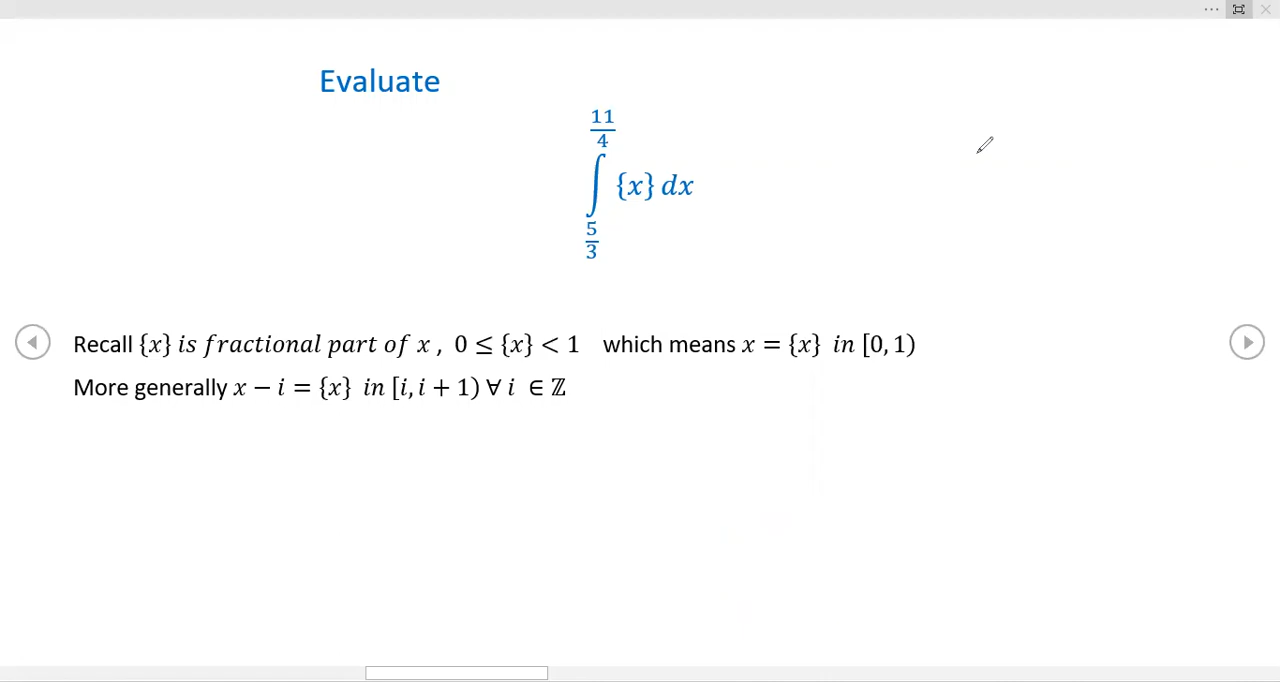 Evaluate
∫_{5/3}^{11/4} {x} dx
Recall {x} is fractional part of x , 0 ≤ {x} < 1 which means x = {x} in [0, 1)
More generally x − i = {x} in [i, i + 1) ∀ i ∈ ℤ